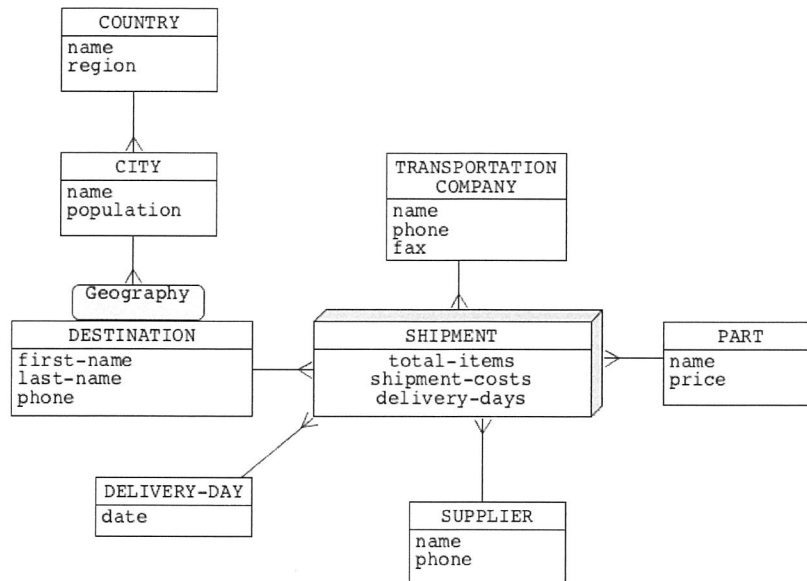 COUNTRY
name
region
CITY
name
population
Geography
DESTINATION
first-name
last-name
phone
TRANSPORTATION
COMPANY
name
phone
fax
SHIPMENT
total-items
shipment-costs
delivery-days
PART
name
price
DELIVERY-DAY
date
SUPPLIER
name
phone